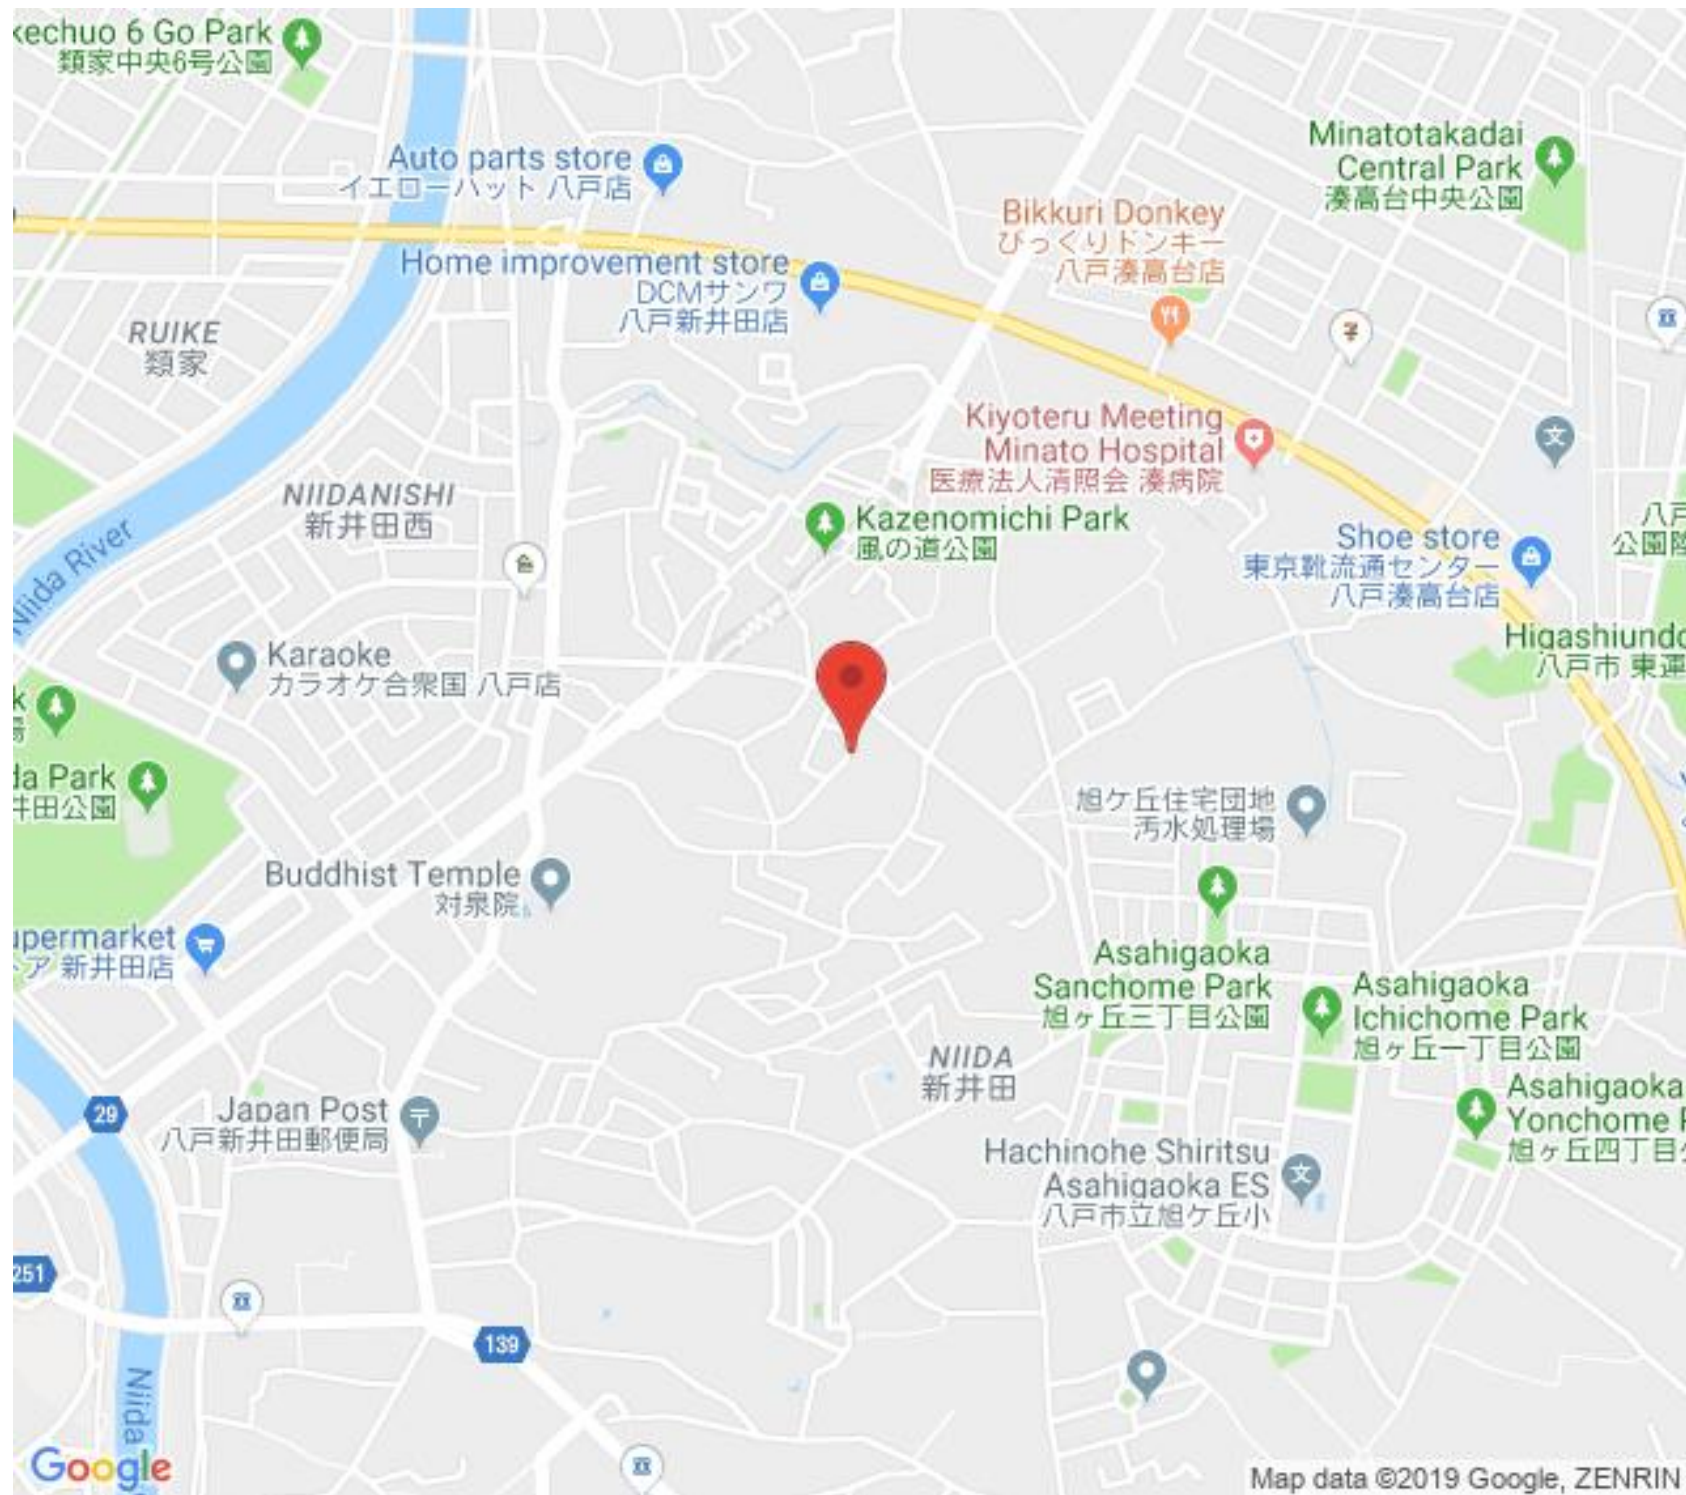 kechuo 6 Go Park
類家中央6号公園
Auto parts store
イエローハット 八戸店
Minatotakadai
Central Park
湊高台中央公園
Bikkuri Donkey
びっくりドンキー
八戸湊高台店
Home improvement store
DCMサンワ
八戸新井田店
RUIKE
類家
Kiyoteru Meeting
Minato Hospital
医療法人清照会 湊病院
NIIDANISHI
新井田西
Kazenomichi Park
風の道公園
Shoe store
東京靴流通センター
八戸湊高台店
八戸
公園陸
Niida River
Higashiundo
八戸市 東運
Karaoke
カラオケ合衆国 八戸店
k
場
da Park
井田公園
旭ケ丘住宅団地
汚水処理場
Buddhist Temple
対泉院
upermarket
トア 新井田店
Asahigaoka
Sanchome Park
旭ヶ丘三丁目公園
Asahigaoka
Ichichome Park
旭ヶ丘一丁目公園
NIIDA
新井田
Asahigaoka
Yonchome P
旭ヶ丘四丁目公
29
Japan Post
八戸新井田郵便局
Hachinohe Shiritsu
Asahigaoka ES
八戸市立旭ケ丘小
251
139
Niida
Google
Map data ©2019 Google, ZENRIN